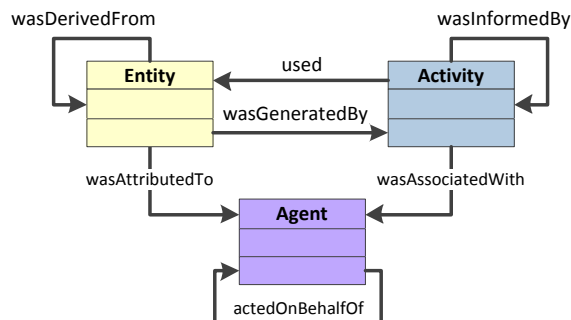 wasDerivedFrom
wasInformedBy
Entity
used
Activity
wasGeneratedBy
wasAttributedTo
wasAssociatedWith
Agent
actedOnBehalfOf